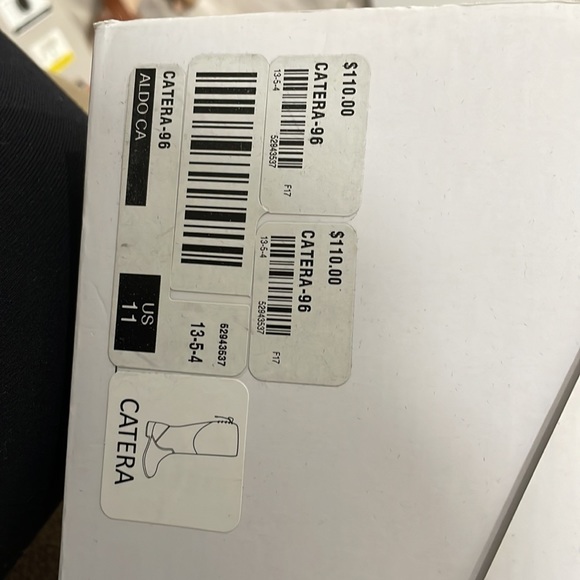 $110.00
CATERA-96
13-5-4
52943537
F17
$110.00
CATERA-96
13-5-4
52943537
F17
CATERA-96
ALDO CA
US
11
52943537
13-5-4
CATERA